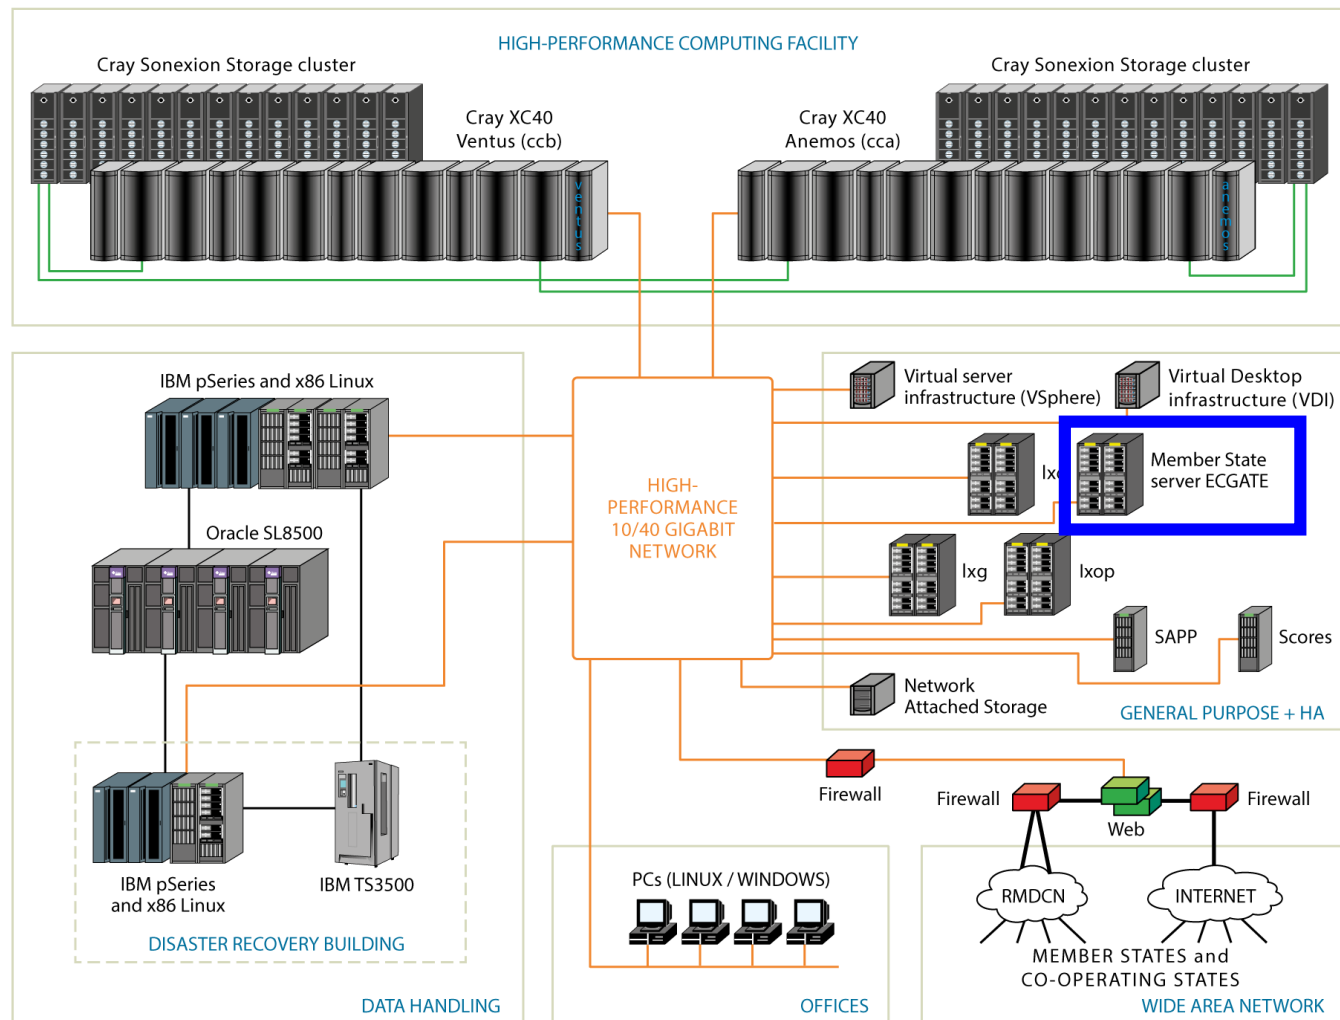 HIGH-PERFORMANCE COMPUTING FACILITY
Cray Sonexion Storage cluster
Cray Sonexion Storage cluster
Cray XC40
Ventus (ccb)
Cray XC40
Anemos (cca)
ventus
anemos
IBM pSeries and x86 Linux
Oracle SL8500
IBM pSeries
and x86 Linux
IBM TS3500
DISASTER RECOVERY BUILDING
DATA HANDLING
HIGH-
PERFORMANCE
10/40 GIGABIT
NETWORK
Virtual server
infrastructure (VSphere)
Virtual Desktop
infrastructure (VDI)
Member State
server ECGATE
lxg
lxop
SAPP
Scores
Network
Attached Storage
GENERAL PURPOSE + HA
Firewall
Firewall
Web
Firewall
PCs (LINUX / WINDOWS)
OFFICES
RMDCN
INTERNET
MEMBER STATES and
CO-OPERATING STATES
WIDE AREA NETWORK